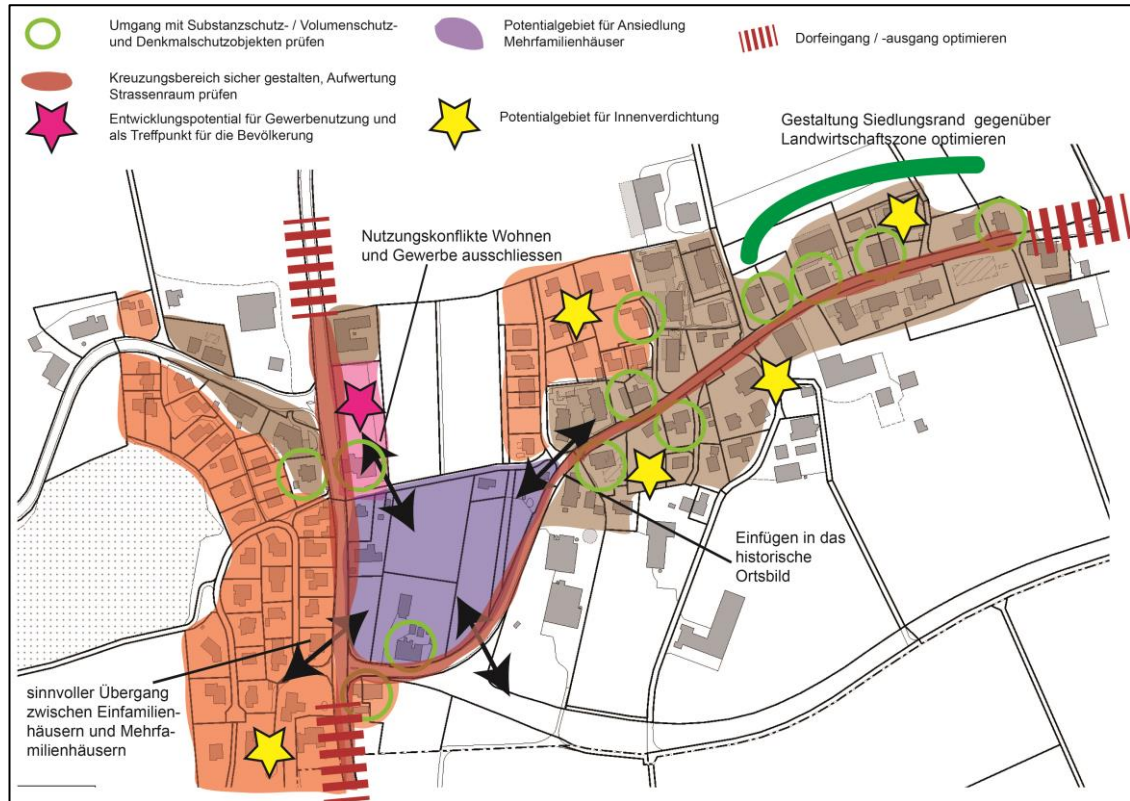 Umgang mit Substanzschutz- / Volumenschutz-
und Denkmalschutzobjekten prüfen
Potentialgebiet für Ansiedlung
Mehrfamilienhäuser
Dorfeingang / -ausgang optimieren
Kreuzungsbereich sicher gestalten, Aufwertung
Strassenraum prüfen
Entwicklungspotential für Gewerbenutzung und
als Treffpunkt für die Bevölkerung
Potentialgebiet für Innenverdichtung
Gestaltung Siedlungsrand gegenüber
Landwirtschaftszone optimieren
Nutzungskonflikte Wohnen
und Gewerbe ausschliessen
Einfügen in das
historische
Ortsbild
sinnvoller Übergang
zwischen Einfamilien-
häusern und Mehrfa-
milienhäusern